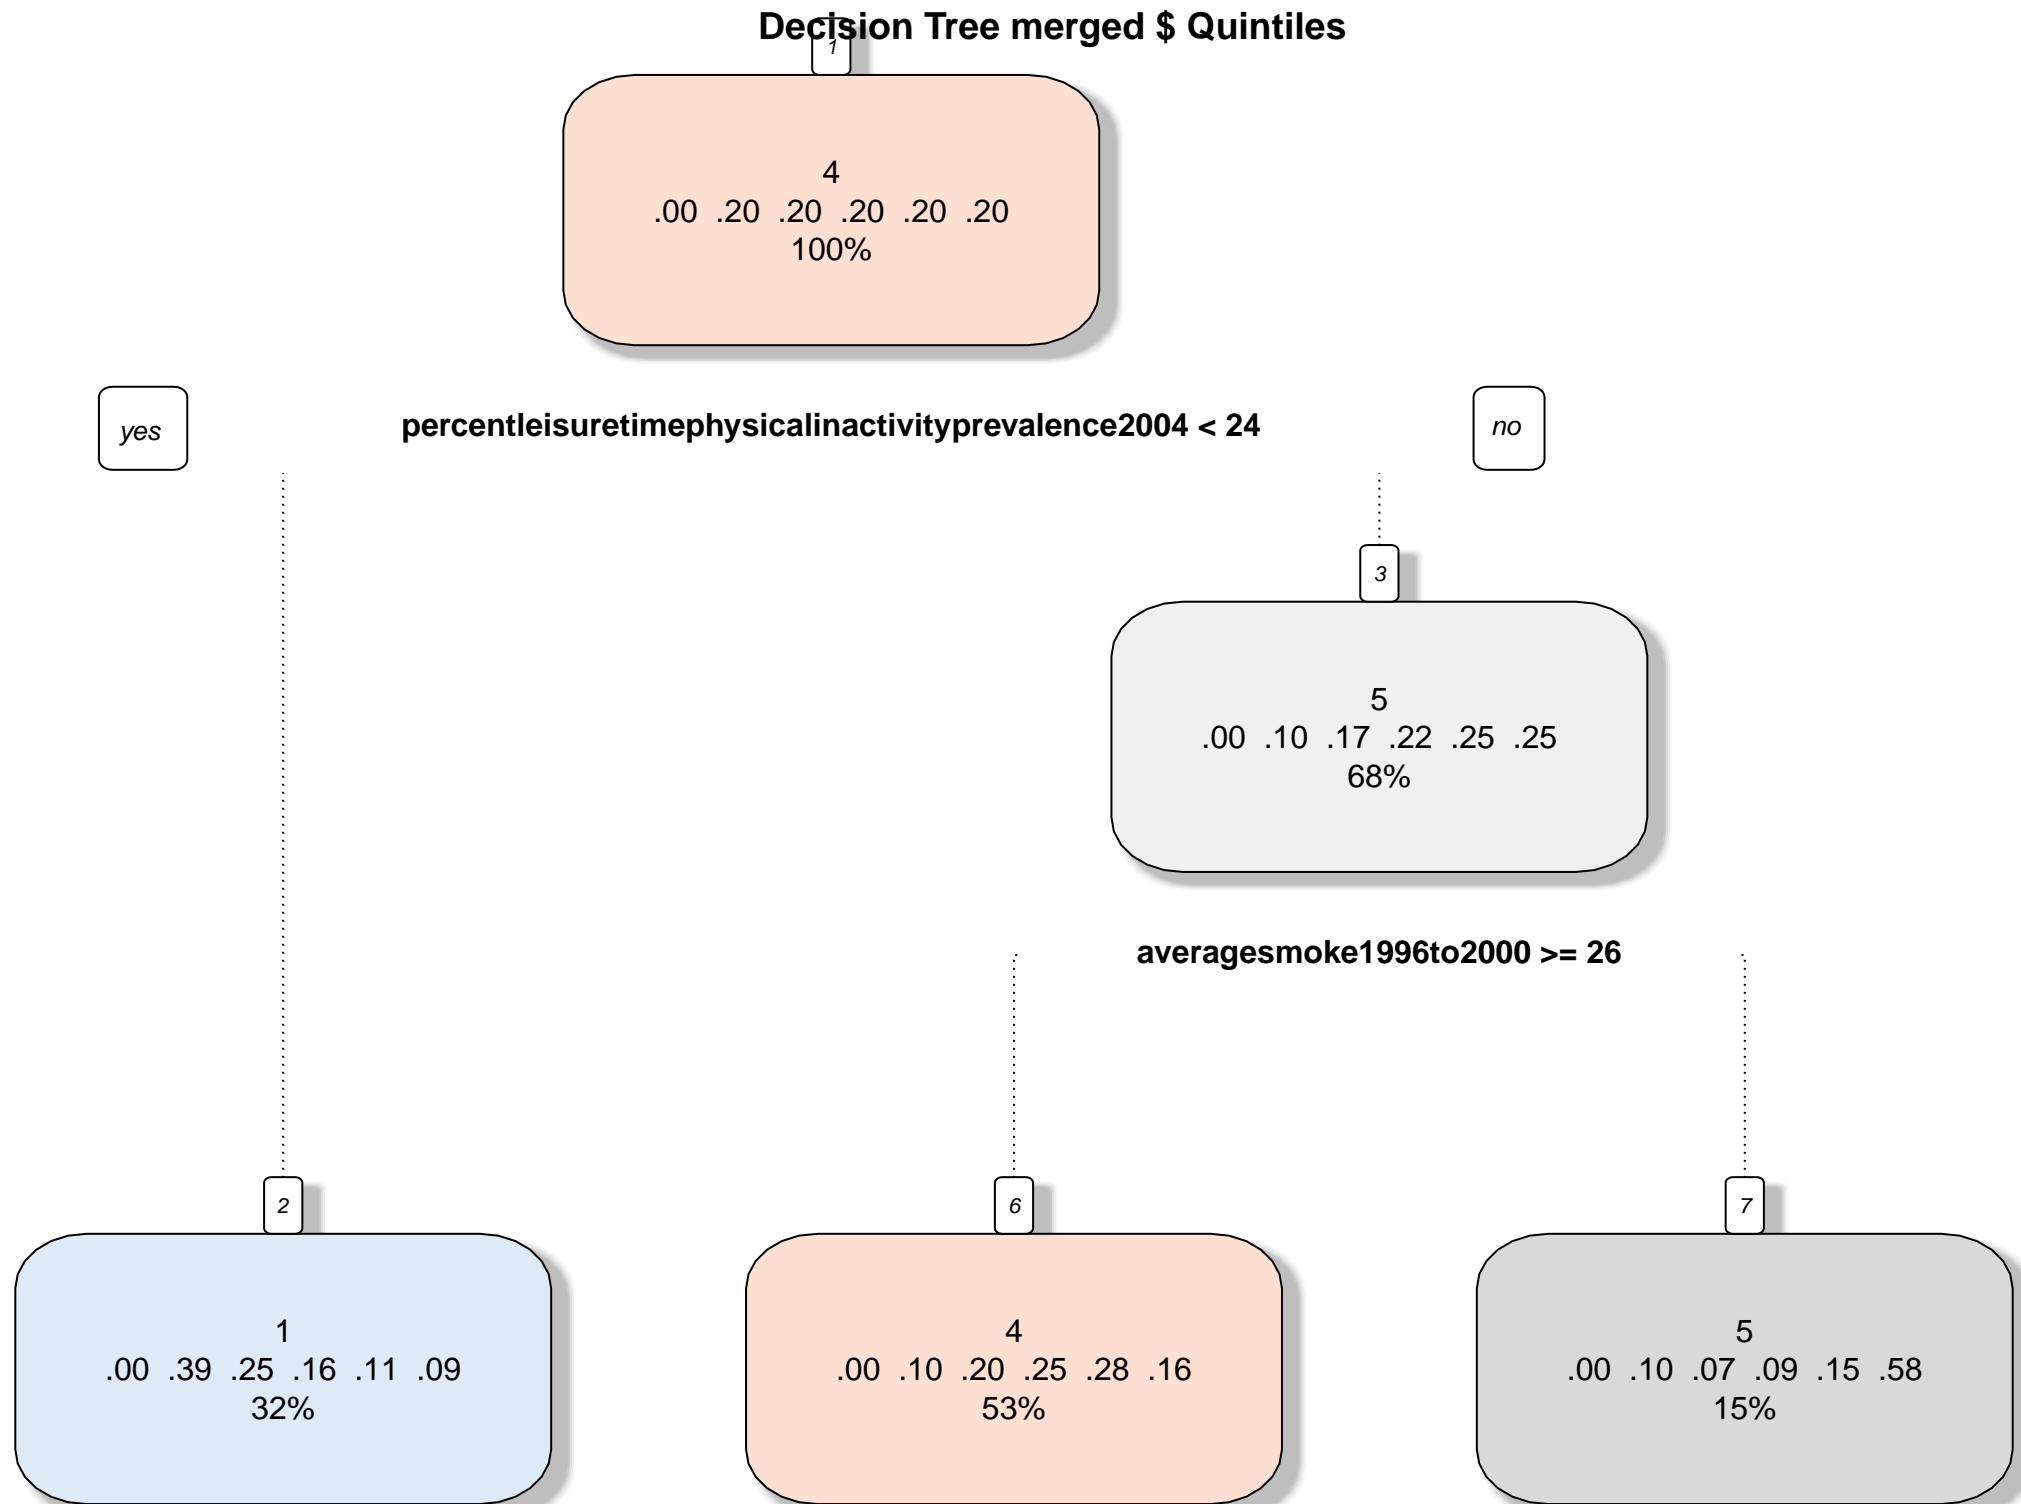 Decision Tree merged $ Quintiles
1
4
.00 .20 .20 .20 .20 .20
100%
yes
percentleisuretimephysicalinactivityprevalence2004 < 24
no
3
5
.00 .10 .17 .22 .25 .25
68%
averagesmoke1996to2000 >= 26
2
1
.00 .39 .25 .16 .11 .09
32%
6
4
.00 .10 .20 .25 .28 .16
53%
7
5
.00 .10 .07 .09 .15 .58
15%